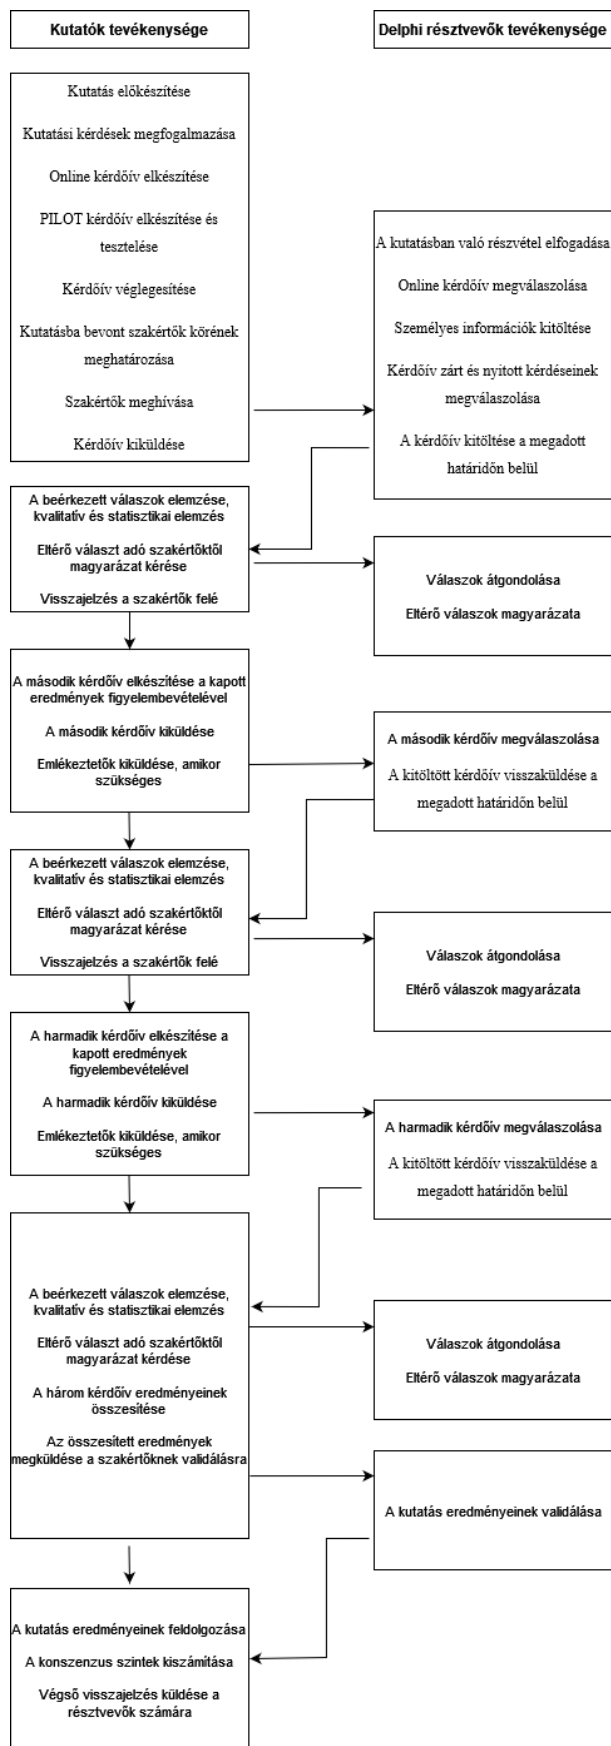 Kutatók tevékenysége
Delphi résztvevők tevékenysége
Kutatás előkészítése
Kutatási kérdések megfogalmazása
Online kérdőív elkészítése
PILOT kérdőív elkészítése és
tesztelése
Kérdőív véglegesítése
Kutatásba bevont szakértők körének
meghatározása
Szakértők meghívása
Kérdőív kiküldése
A kutatásban való részvétel elfogadása
Online kérdőív megválaszolása
Személyes információk kitöltése
Kérdőív zárt és nyitott kérdéseinek
megválaszolása
A kérdőív kitöltése a megadott
határidőn belül
A beérkezett válaszok elemzése,
kvalitatív és statisztikai elemzés
Eltérő választ adó szakértőktől
magyarázat kérése
Visszajelzés a szakértők felé
Válaszok átgondolása
Eltérő válaszok magyarázata
A második kérdőív elkészítése a kapott
eredmények figyelembevételével
A második kérdőív kiküldése
Emlékeztetők kiküldése, amikor
szükséges
A második kérdőív megválaszolása
A kitöltött kérdőív visszaküldése a
megadott határidőn belül
A beérkezett válaszok elemzése,
kvalitatív és statisztikai elemzés
Eltérő választ adó szakértőktől
magyarázat kérése
Visszajelzés a szakértők felé
Válaszok átgondolása
Eltérő válaszok magyarázata
A harmadik kérdőív elkészítése a
kapott eredmények
figyelembevételével
A harmadik kérdőív kiküldése
Emlékeztetők kiküldése, amikor
szükséges
A harmadik kérdőív megválaszolása
A kitöltött kérdőív visszaküldése a
megadott határidőn belül
A beérkezett válaszok elemzése,
kvalitatív és statisztikai elemzés
Eltérő választ adó szakértőktől
magyarázat kérdése
A három kérdőív eredményeinek
összesítése
Az összesített eredmények
megküldése a szakértőknek validálásra
Válaszok átgondolása
Eltérő válaszok magyarázata
A kutatás eredményeinek validálása
A kutatás eredményeinek feldolgozása
A konszenzus szintek kiszámítása
Végső visszajelzés küldése a
résztvevők számára